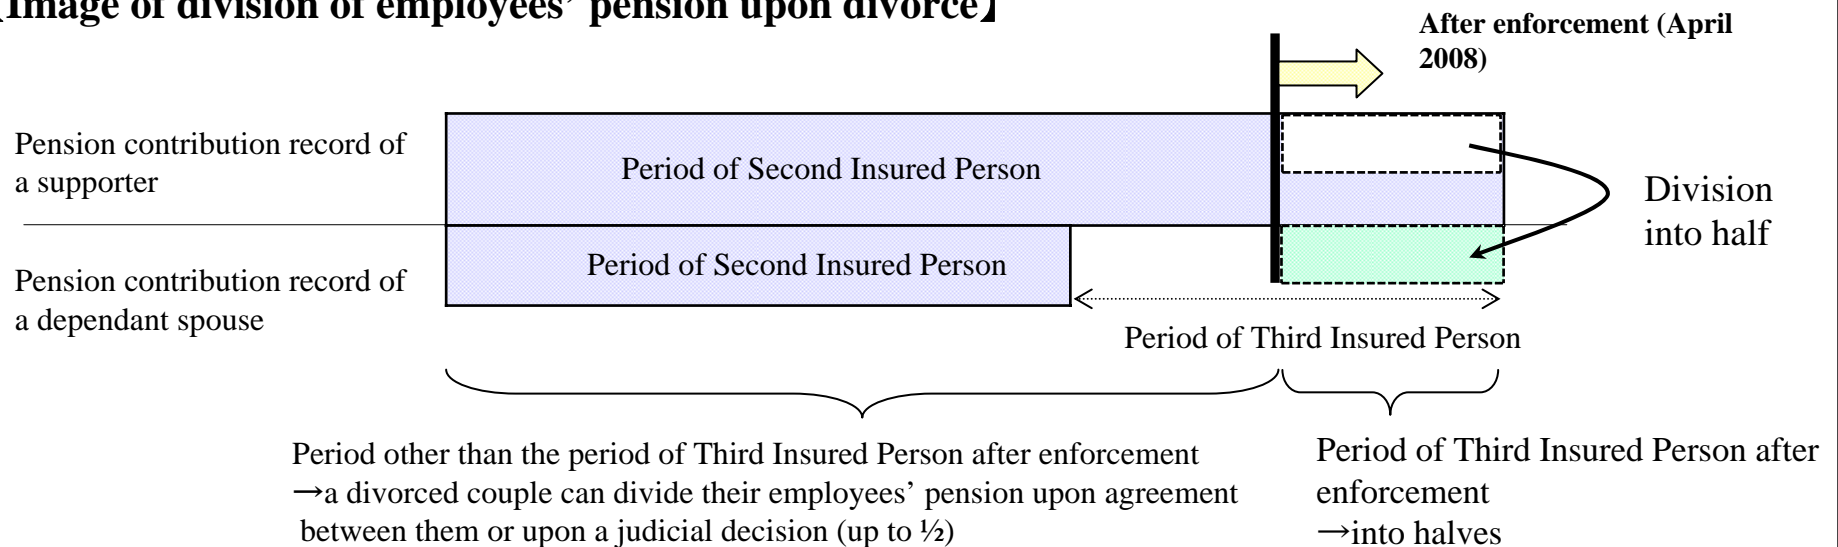 Image of division of employees' pension upon divorce】
After enforcement (April
2008)
Pension contribution record of
a supporter
Period of Second Insured Person
Division
into half
Pension contribution record of
a dependant spouse
Period of Second Insured Person
Period of Third Insured Person
Period other than the period of Third Insured Person after enforcement
→a divorced couple can divide their employees' pension upon agreement
between them or upon a judicial decision (up to ½)
Period of Third Insured Person after
enforcement
→into halves